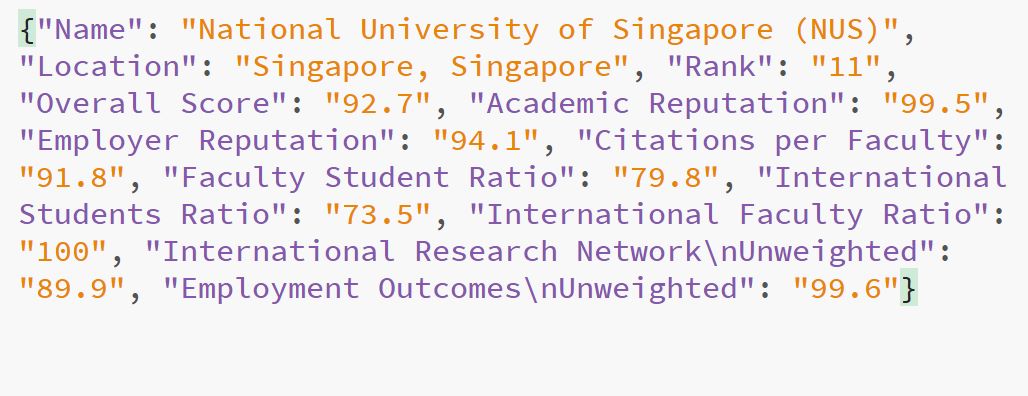 {"Name": "National University of Singapore (NUS)",
"Location": "Singapore, Singapore", "Rank": "11",
"Overall Score": "92.7", "Academic Reputation": "99.5",
"Employer Reputation": "94.1", "Citations per Faculty":
"91.8", "Faculty Student Ratio": "79.8", "International
Students Ratio": "73.5", "International Faculty Ratio":
"100", "International Research Network\nUnweighted":
"89.9", "Employment Outcomes\nUnweighted": "99.6"}